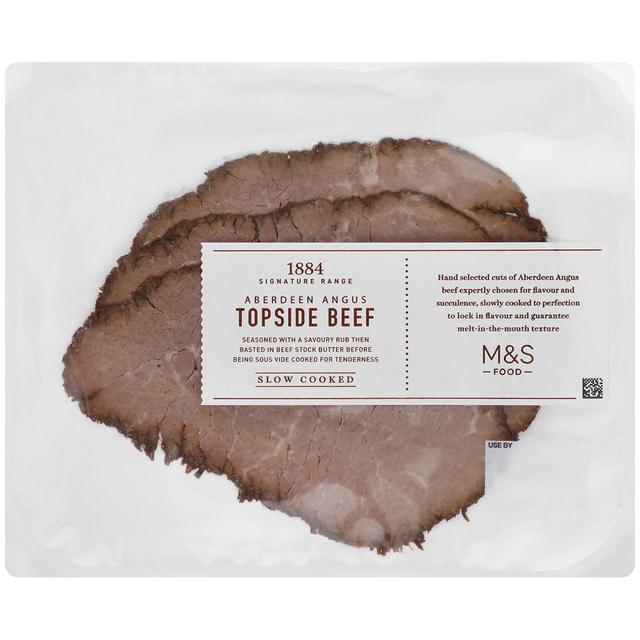 1884
SIGNATURE RANGE
ABERDEEN ANGUS
TOPSIDE BEEF
SEASONED WITH A SAVOURY RUB THEN
BASTED IN BEEF STOCK BUTTER BEFORE
BEING SOUS VIDE COOKED FOR TENDERNESS
SLOW COOKED
Hand selected cuts of Aberdeen Angus
beef expertly chosen for flavour and
succulence, slowly cooked to perfection
to lock in flavour and guarantee
melt-in-the-mouth texture
M&S
FOOD
USE BY